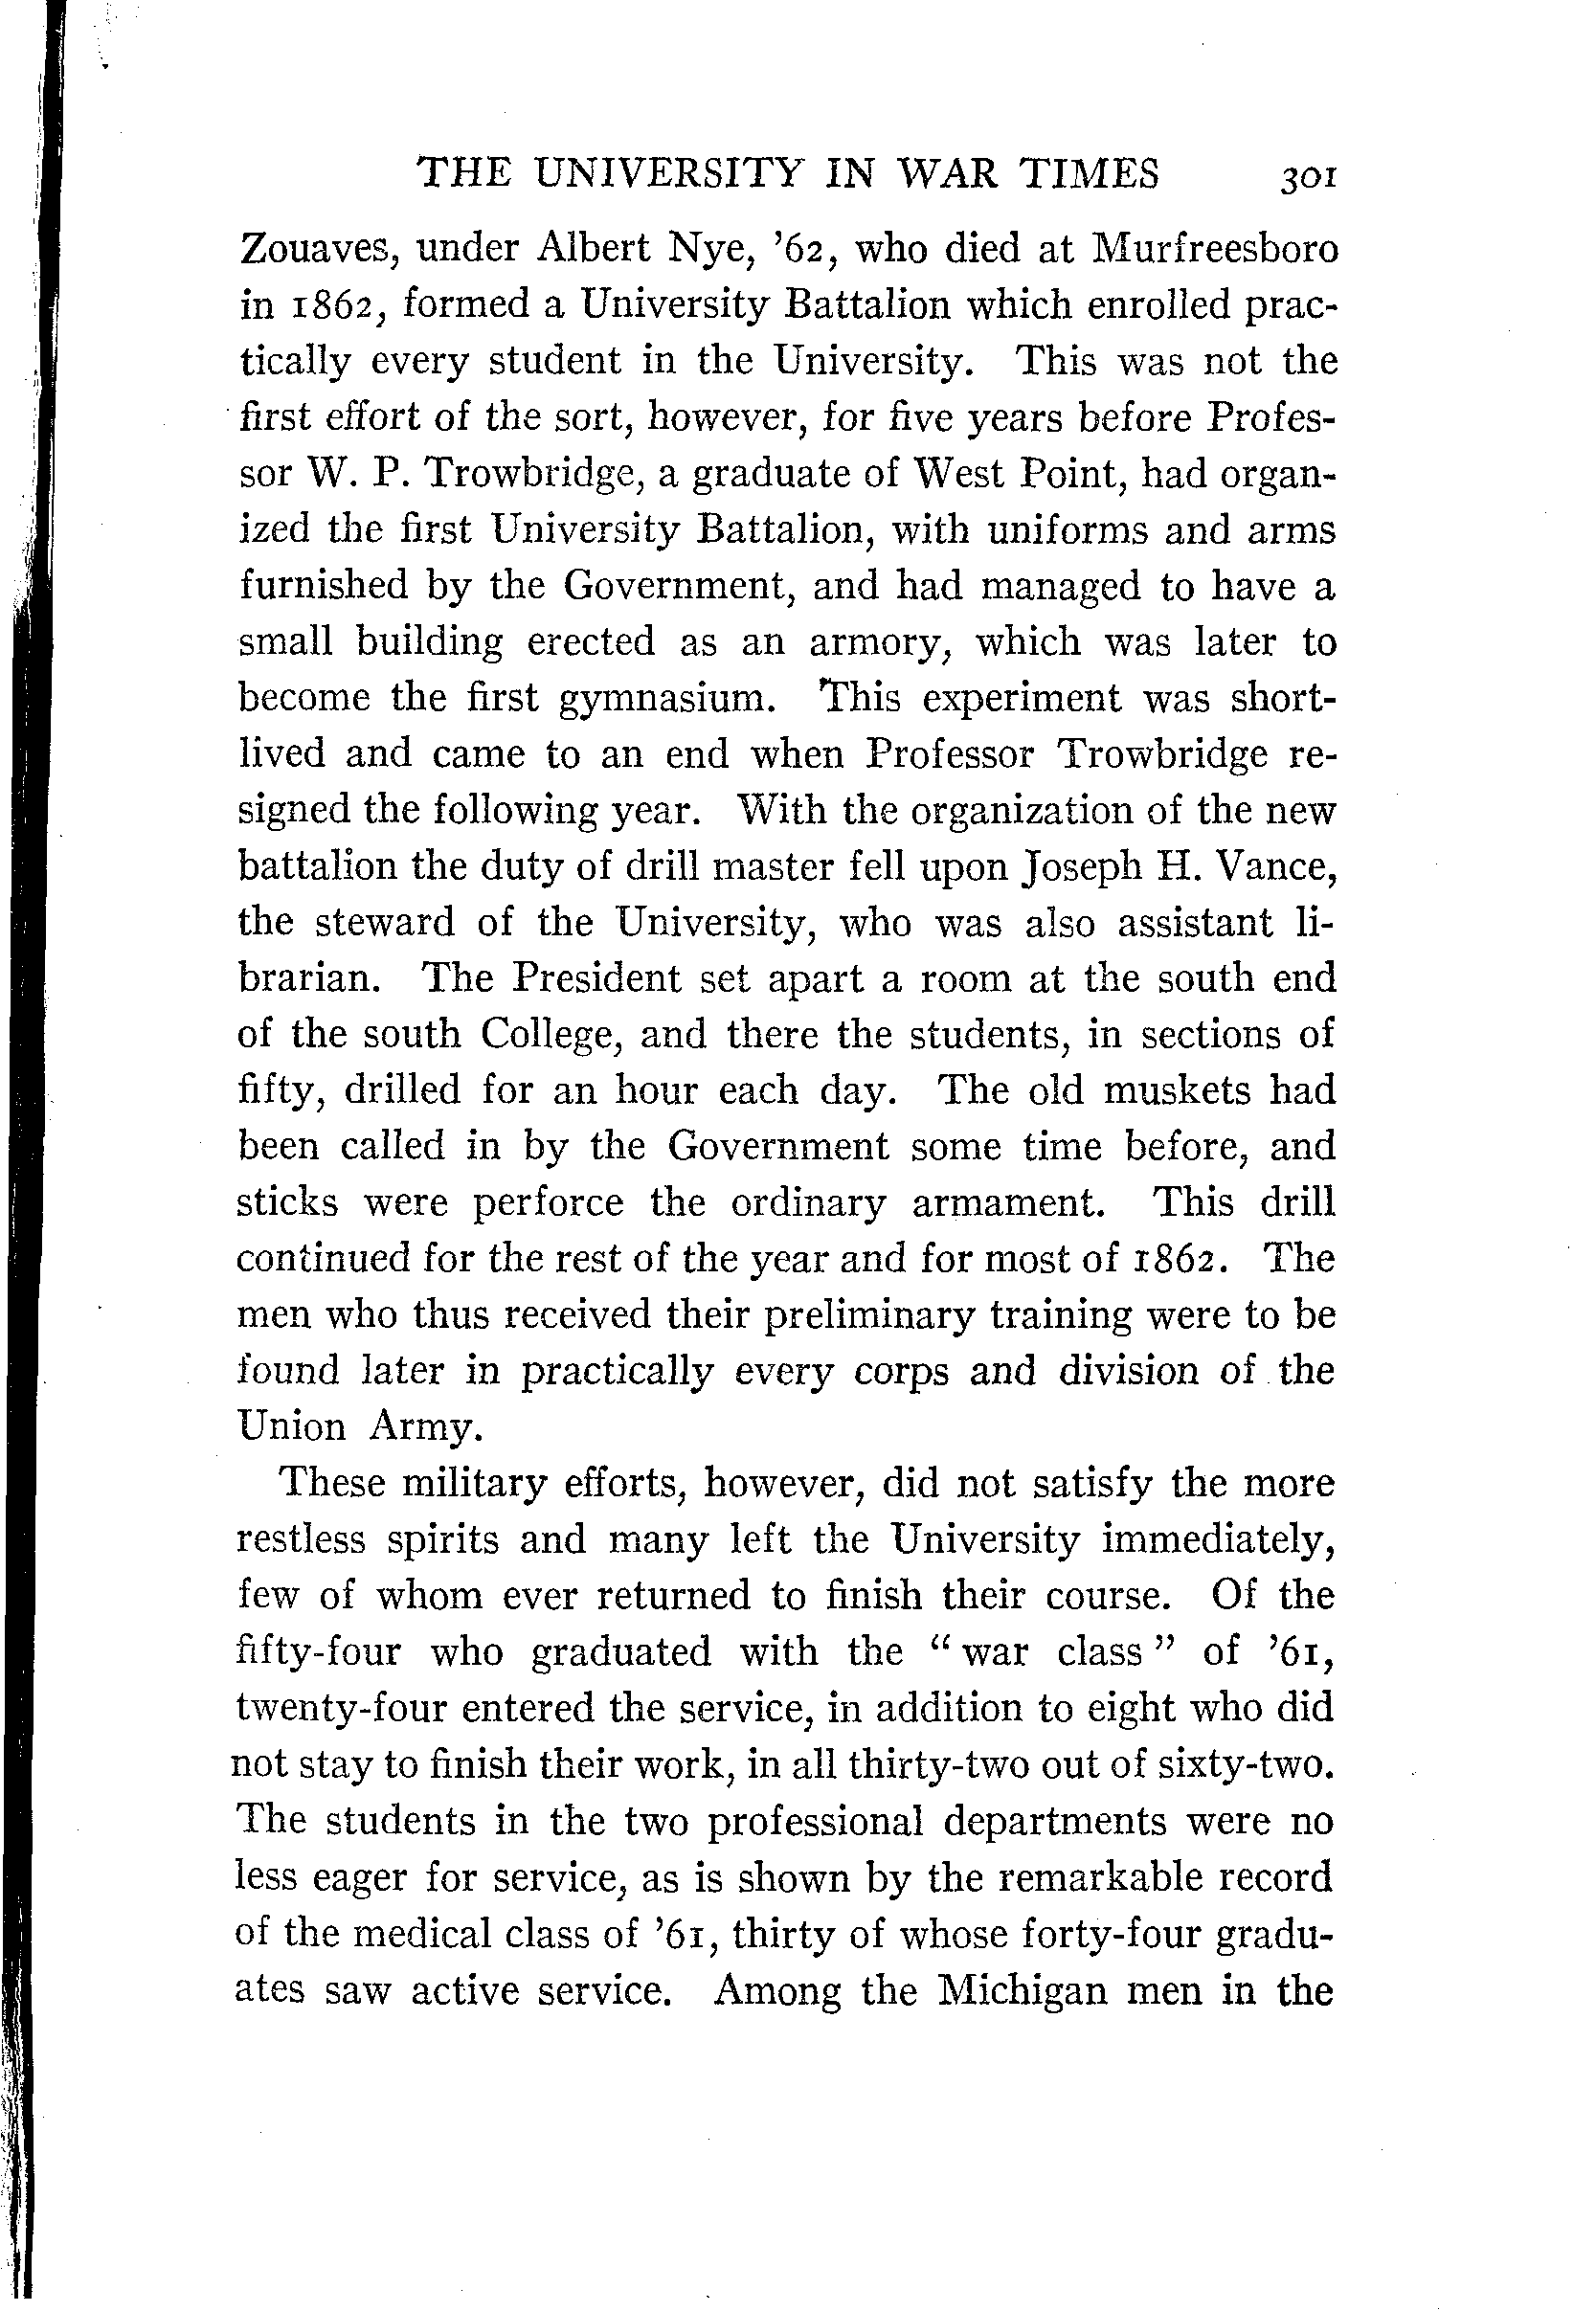 THE UNIVERSITY IN WAR TIMES 301
Zouaves, under Albert Nye, '62, who died at Murfreesboro
in 1862, formed a University Battalion which enrolled prac-
tically every student in the University. This was not the
first effort of the sort, however, for five years before Profes-
sor W. P. Trowbridge, a graduate of West Point, had organ-
ized the first University Battalion, with uniforms and arms
furnished by the Government, and had managed to have a
small building erected as an armory, which was later to
become the first gymnasium. This experiment was short-
lived and came to an end when Professor Trowbridge re-
signed the following year. With the organization of the new
battalion the duty of drill master fell upon Joseph H. Vance,
the steward of the University, who was also assistant li-
brarian. The President set apart a room at the south end
of the south College, and there the students, in sections of
fifty, drilled for an hour each day. The old muskets had
been called in by the Government some time before, and
sticks were perforce the ordinary armament. This drill
continued for the rest of the year and for most of 1862. The
men who thus received their preliminary training were to be
found later in practically every corps and division of the
Union Army.
These military efforts, however, did not satisfy the more
restless spirits and many left the University immediately,
few of whom ever returned to finish their course. Of the
fifty-four who graduated with the " war class " of '61,
twenty-four entered the service, in addition to eight who did
not stay to finish their work, in all thirty-two out of sixty-two.
The students in the two professional departments were no
less eager for service, as is shown by the remarkable record
of the medical class of '61, thirty of whose forty-four gradu-
ates saw active service. Among the Michigan men in the